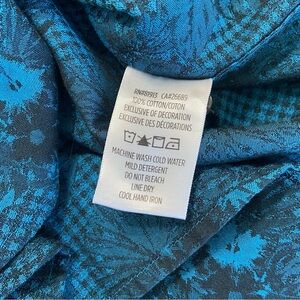 RN#81913 CA#26689
100% COTTON/COTON
EXCLUSIVE OF DECORATION
EXCLUSIVE DES DÉCORATIONS
MACHINE WASH COLD WATER
MILD DETERGENT
DO NOT BLEACH
LINE DRY
COOL HAND IRON